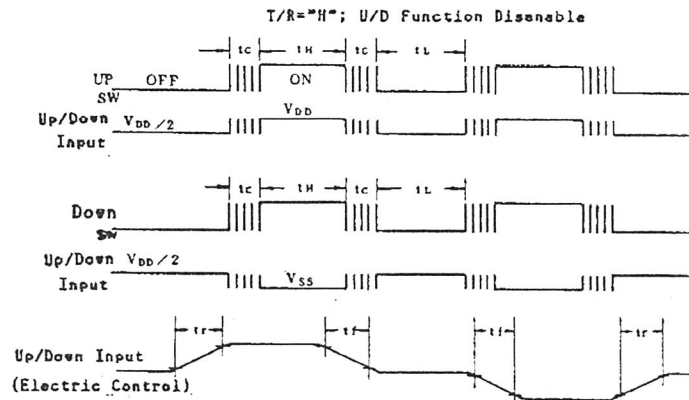 T/R="H"; U/D Function Disenable
tC tH tC tL
UP OFF ON
SW
Up/Down VDD/2 VDD
Input
tC tH tC tL
Down
SW
Up/Down VDD/2
Input VSS
tr tf tf tr
Up/Down Input
(Electric Control)